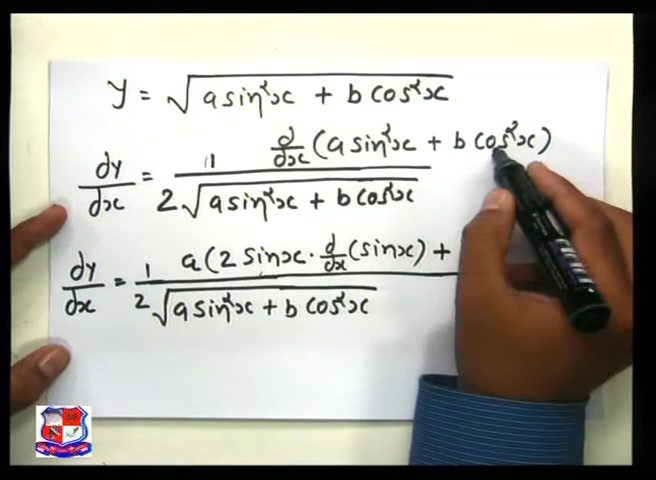 y = √(a sin²x + b cos²x)
dy/dx = 1/(2√(a sin²x + b cos²x)) d/dx (a sin²x + b cos²x)
dy/dx = 1/(2√(a sin²x + b cos²x)) a(2 sinx · d/dx (sinx) +